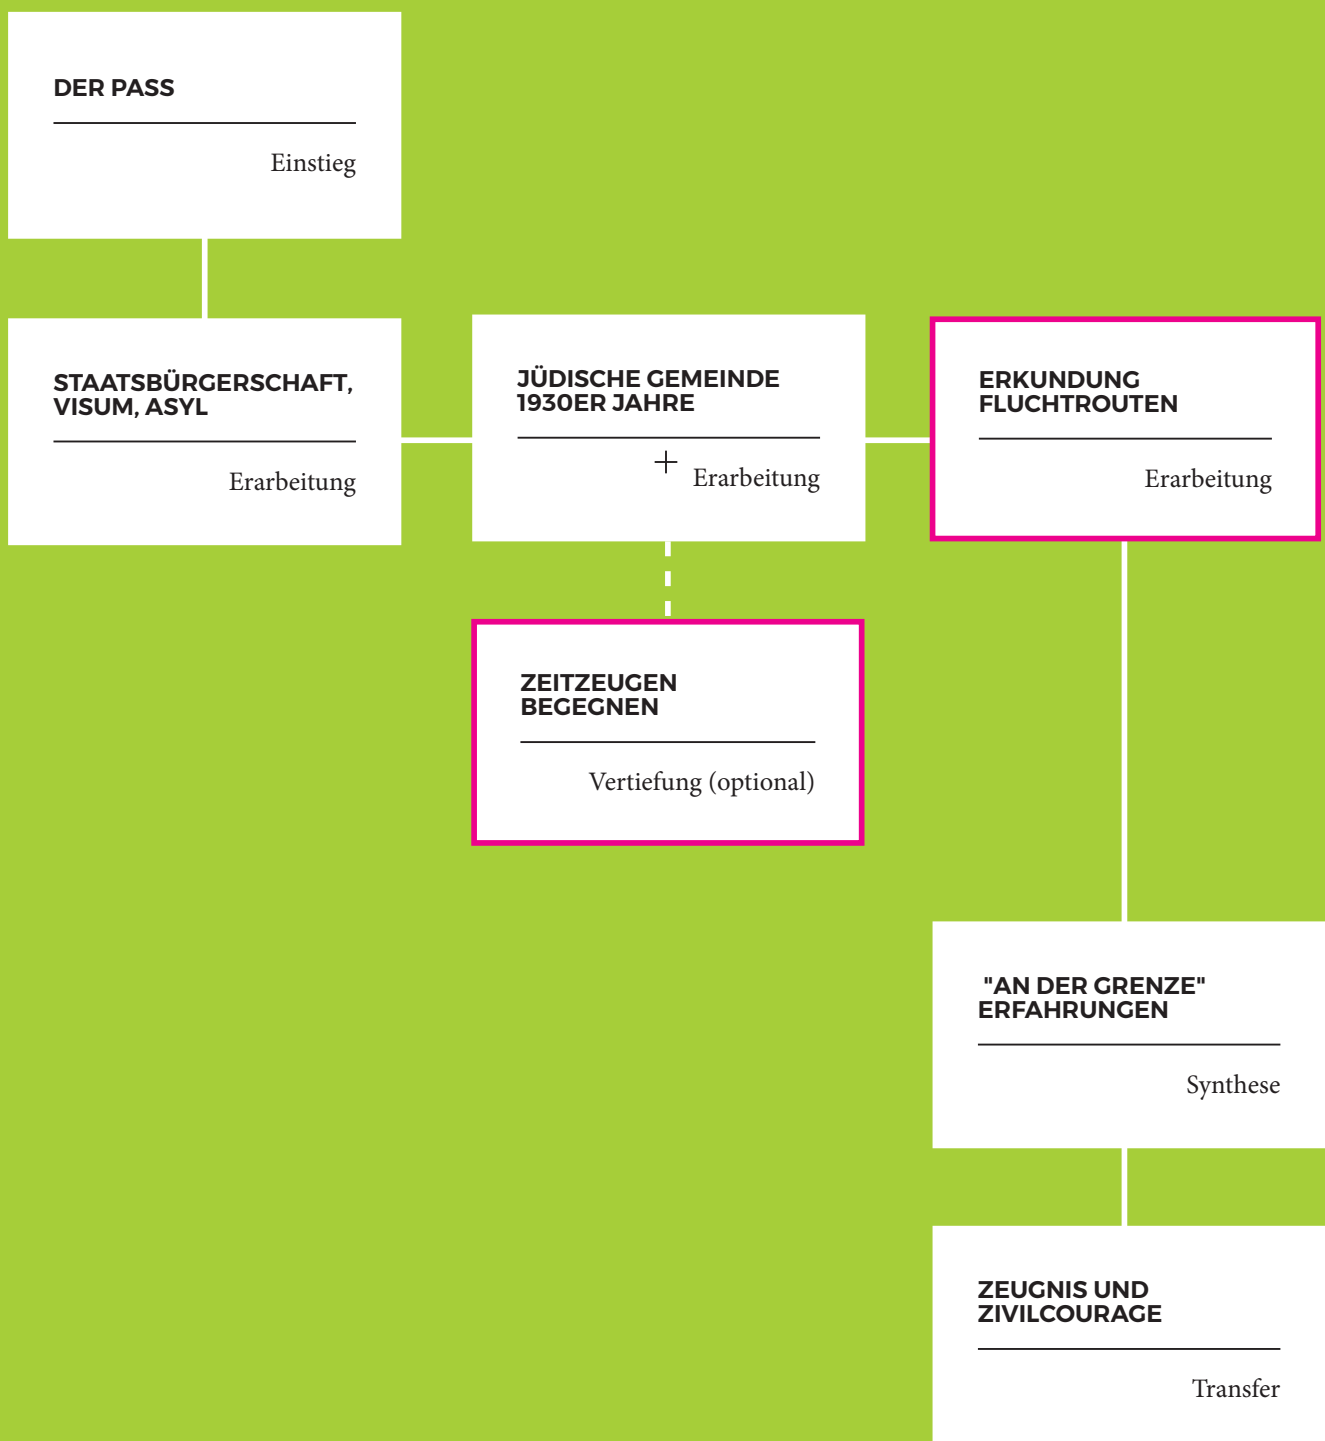 DER PASS
Einstieg
STAATSBÜRGERSCHAFT,
VISUM, ASYL
Erarbeitung
JÜDISCHE GEMEINDE
1930ER JAHRE
+ Erarbeitung
ERKUNDUNG
FLUCHTROUTEN
Erarbeitung
ZEITZEUGEN
BEGEGNEN
Vertiefung (optional)
"AN DER GRENZE"
ERFAHRUNGEN
Synthese
ZEUGNIS UND
ZIVILCOURAGE
Transfer